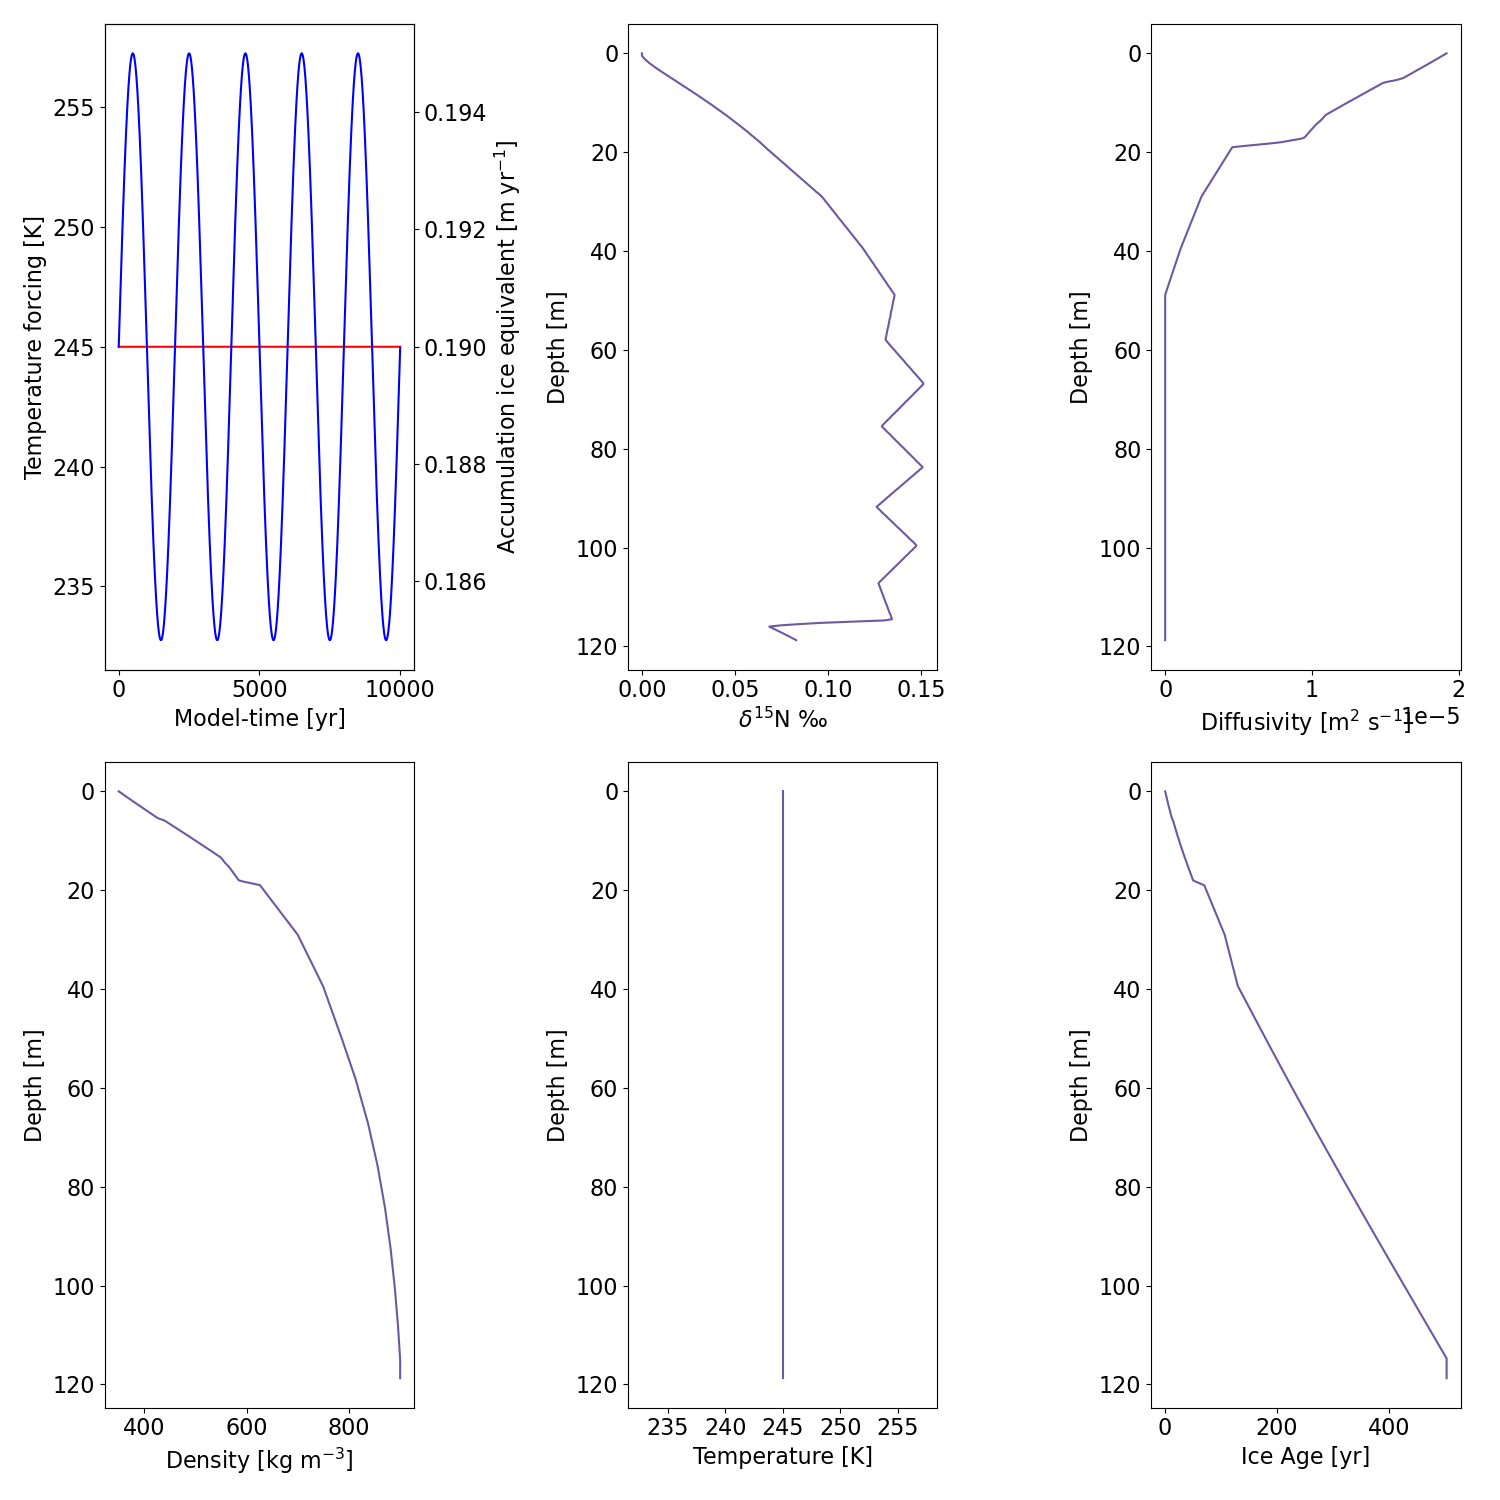 Temperature forcing [K]
255
250
245
240
235
0 5000 10000
Model-time [yr]
0.194
0.192
0.190
0.188
0.186
Accumulation ice equivalent [m yr⁻¹]
Depth [m]
0
20
40
60
80
100
120
0.00 0.05 0.10 0.15
δ¹⁵N ‰
Depth [m]
0
20
40
60
80
100
120
0 1 2
Diffusivity [m² s⁻¹]
1e−5
Depth [m]
0
20
40
60
80
100
120
400 600 800
Density [kg m⁻³]
Depth [m]
0
20
40
60
80
100
120
235 240 245 250 255
Temperature [K]
Depth [m]
0
20
40
60
80
100
120
0 200 400
Ice Age [yr]